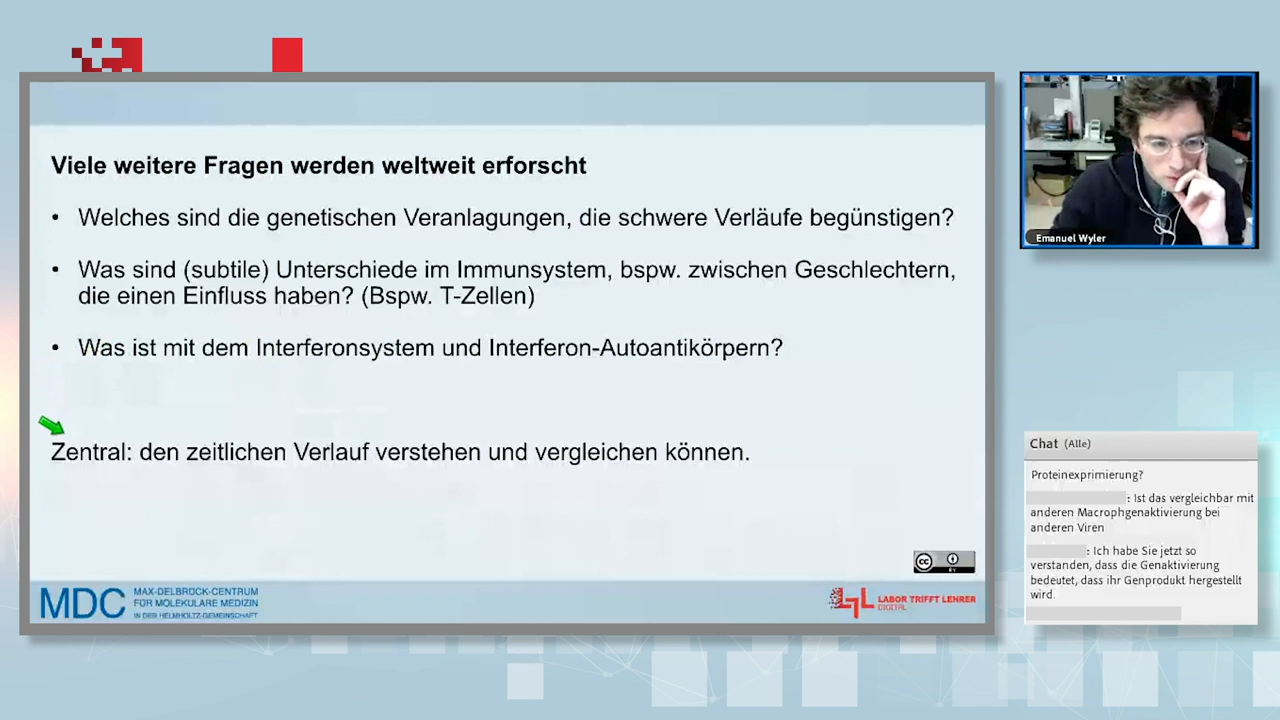 Viele weitere Fragen werden weltweit erforscht
• Welches sind die genetischen Veranlagungen, die schwere Verläufe begünstigen?
• Was sind (subtile) Unterschiede im Immunsystem, bspw. zwischen Geschlechtern,
die einen Einfluss haben? (Bspw. T-Zellen)
• Was ist mit dem Interferonsystem und Interferon-Autoantikörpern?
Zentral: den zeitlichen Verlauf verstehen und vergleichen können.
cc
BY
MDC
MAX-DELBRÜCK-CENTRUM
FÜR MOLEKULARE MEDIZIN
IN DER HELMHOLTZ-GEMEINSCHAFT
LABOR TRIFFT LEHRER
DIGITAL
Emanuel Wyler
Chat (Alle)
Proteinexprimierung?
: Ist das vergleichbar mit
anderen Macrophgenaktivierung bei
anderen Viren
: Ich habe Sie jetzt so
verstanden, dass die Genaktivierung
bedeutet, dass ihr Genprodukt hergestellt
wird.